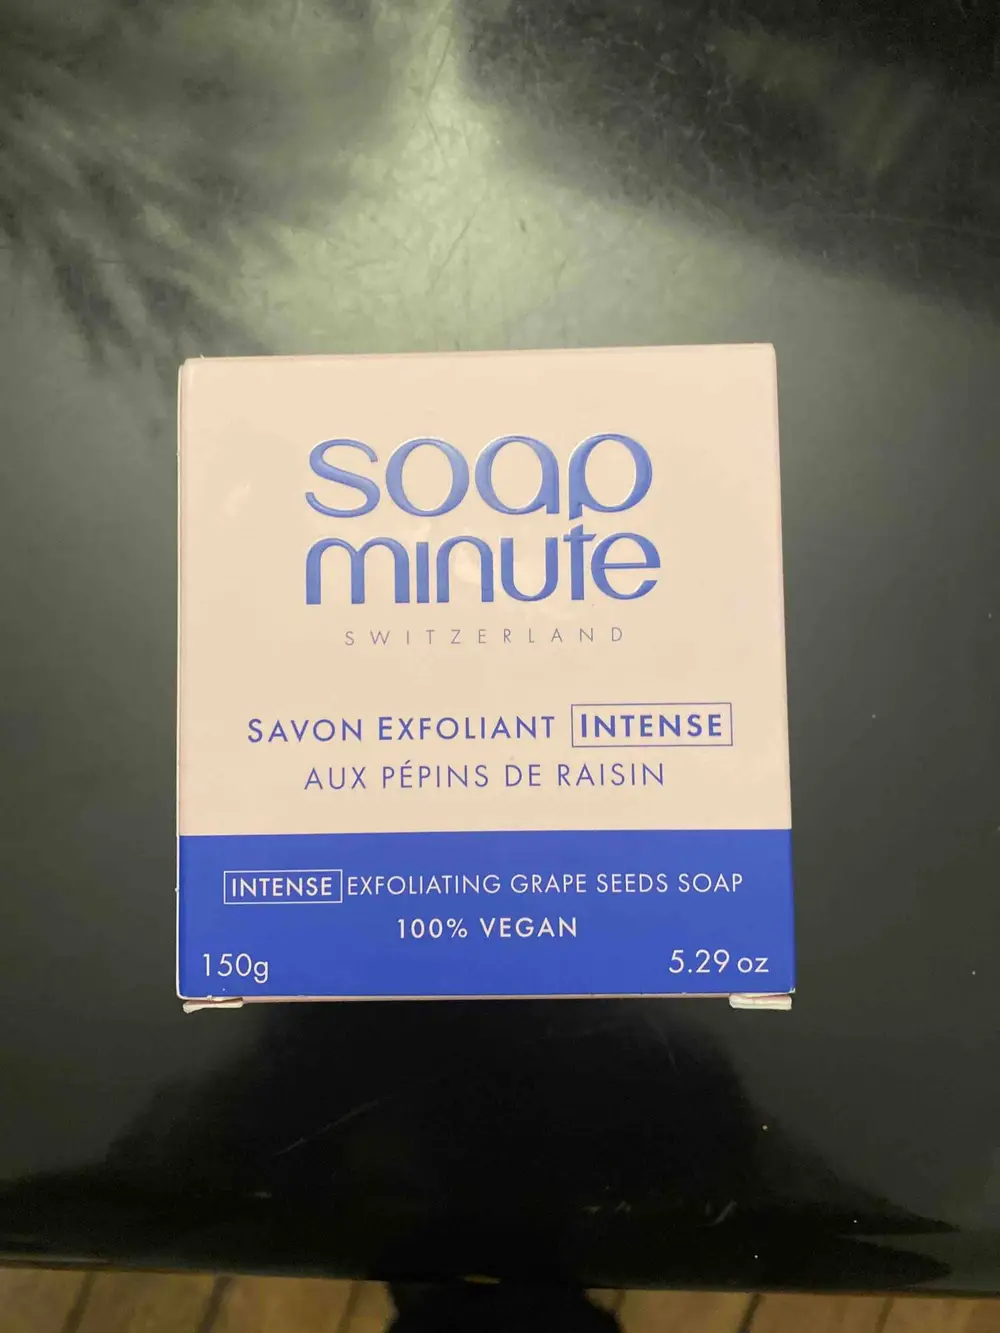 soap
minute
SWITZERLAND
SAVON EXFOLIANT INTENSE
AUX PÉPINS DE RAISIN
INTENSE EXFOLIATING GRAPE SEEDS SOAP
100% VEGAN
150g 5.29 oz